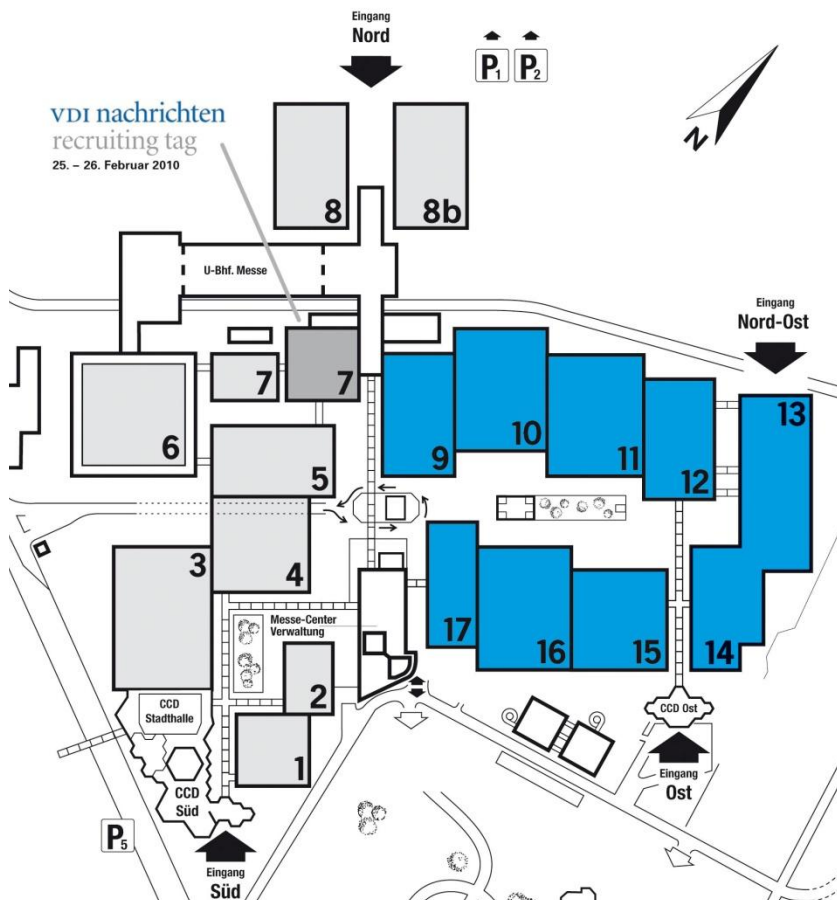 Eingang
Nord
P1 P2
VDI nachrichten
recruiting tag
25. – 26. Februar 2010
N
8
8b
U-Bhf. Messe
Eingang
Nord-Ost
7
7
6
9
10
11
12
13
5
3
4
Messe-Center
Verwaltung
17
16
15
14
2
CCD
Stadthalle
CCD Ost
1
CCD
Süd
Eingang
Ost
P5
Eingang
Süd